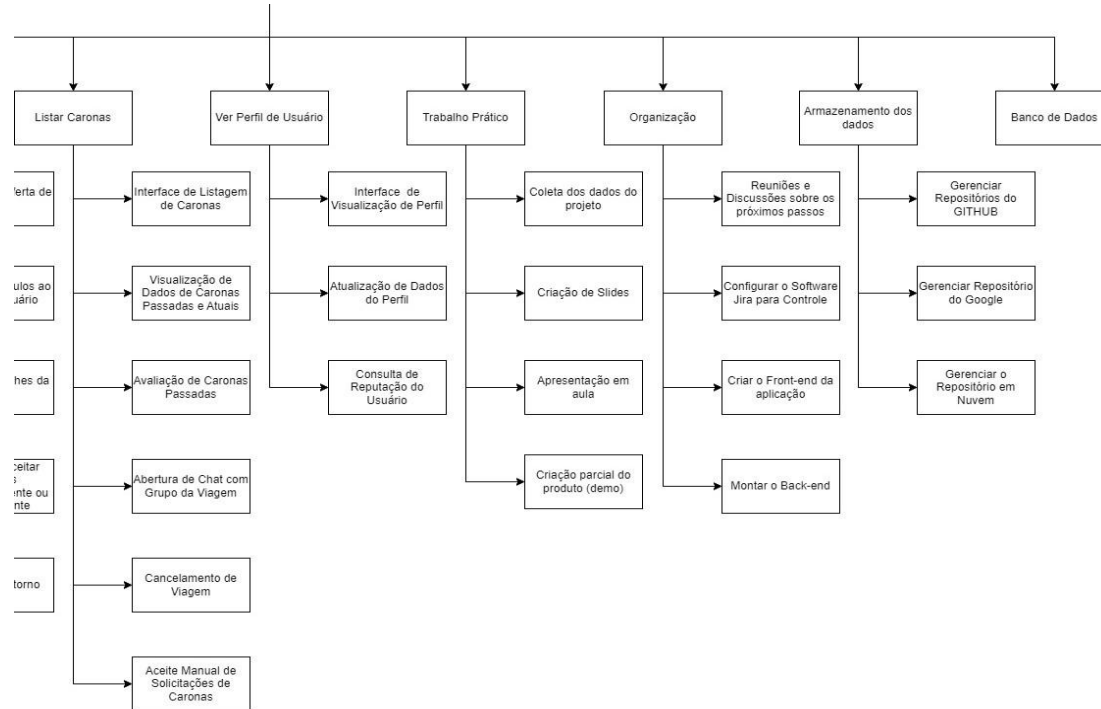 Listar Caronas
Ver Perfil de Usuário
Trabalho Prático
Organização
Armazenamento dos
dados
Banco de Dados
de
Interface de Listagem
de Caronas
Interface de
Visualização de Perfil
Coleta dos dados do
projeto
Reuniões e
Discussões sobre os
próximos passos
Gerenciar
Repositórios do
GITHUB
ao
Visualização de
Dados de Caronas
Passadas e Atuais
Atualização de Dados
do Perfil
Criação de Slides
Configurar o Software
Jira para Controle
Gerenciar Repositório
do Google
da
Avaliação de Caronas
Passadas
Consulta de
Reputação do
Usuário
Apresentação em
aula
Criar o Front-end da
aplicação
Gerenciar o
Repositório em
Nuvem
ou
Abertura de Chat com
Grupo da Viagem
Criação parcial do
produto (demo)
Montar o Back-end
Cancelamento de
Viagem
Aceite Manual de
Solicitações de
Caronas